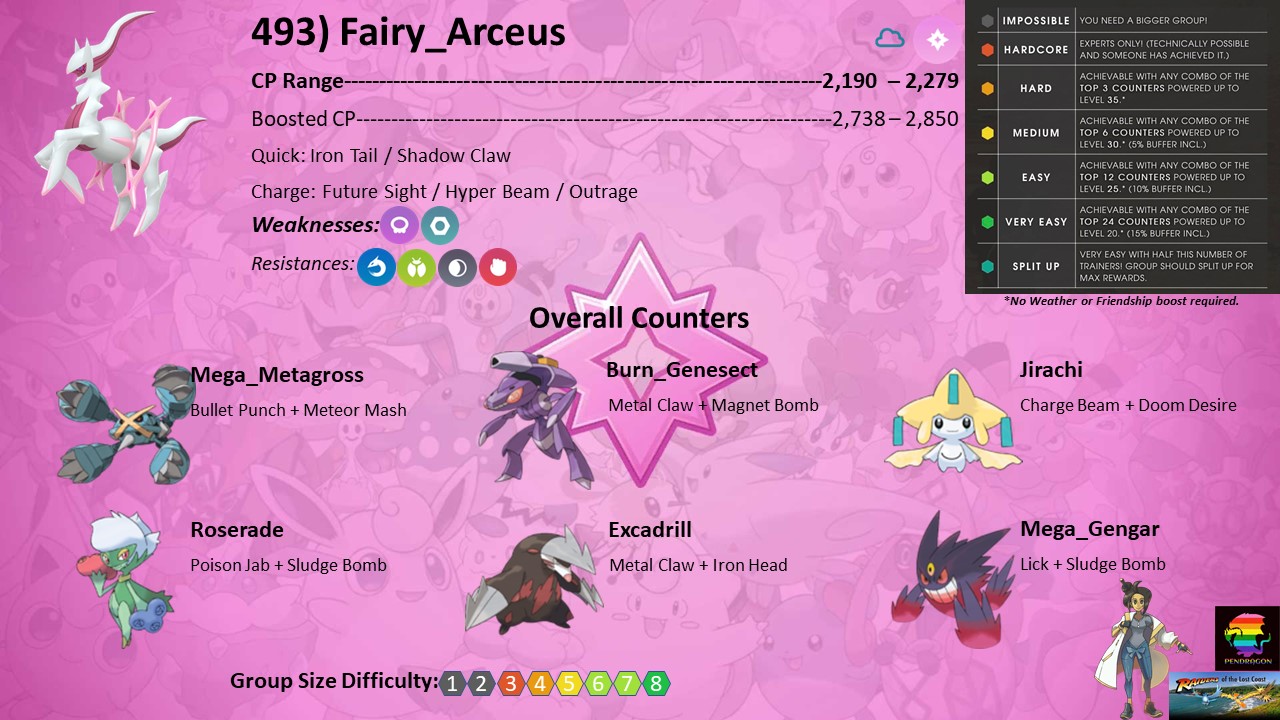 493) Fairy_Arceus
CP Range--------------------------------------------------------------------2,190 – 2,279
Boosted CP--------------------------------------------------------------------2,738 – 2,850
Quick: Iron Tail / Shadow Claw
Charge: Future Sight / Hyper Beam / Outrage
Weaknesses:
Resistances:
IMPOSSIBLE YOU NEED A BIGGER GROUP!
HARDCORE EXPERTS ONLY! (TECHNICALLY POSSIBLE
AND SOMEONE HAS ACHIEVED IT.)
HARD ACHIEVABLE WITH ANY COMBO OF THE
TOP 3 COUNTERS POWERED UP TO
LEVEL 35.*
MEDIUM ACHIEVABLE WITH ANY COMBO OF THE
TOP 6 COUNTERS POWERED UP TO
LEVEL 30.* (5% BUFFER INCL.)
EASY ACHIEVABLE WITH ANY COMBO OF THE
TOP 12 COUNTERS POWERED UP TO
LEVEL 25.* (10% BUFFER INCL.)
VERY EASY ACHIEVABLE WITH ANY COMBO OF THE
TOP 24 COUNTERS POWERED UP TO
LEVEL 20.* (15% BUFFER INCL.)
SPLIT UP VERY EASY WITH HALF THIS NUMBER OF
TRAINERS! GROUP SHOULD SPLIT UP FOR
MAX REWARDS.
*No Weather or Friendship boost required.
Overall Counters
Mega_Metagross
Bullet Punch + Meteor Mash
Burn_Genesect
Metal Claw + Magnet Bomb
Jirachi
Charge Beam + Doom Desire
Roserade
Poison Jab + Sludge Bomb
Excadrill
Metal Claw + Iron Head
Mega_Gengar
Lick + Sludge Bomb
Group Size Difficulty: 1 2 3 4 5 6 7 8
PENDRAGON
RAIDERS of the Lost Coast